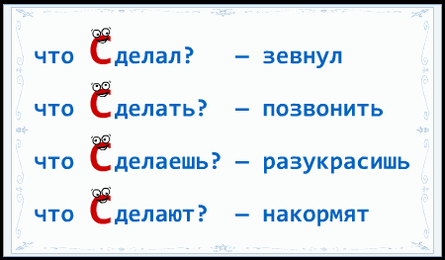 что Сделал? – зевнул
что Сделать? – позвонить
что Сделаешь? – разукрасишь
что Сделают? – накормят